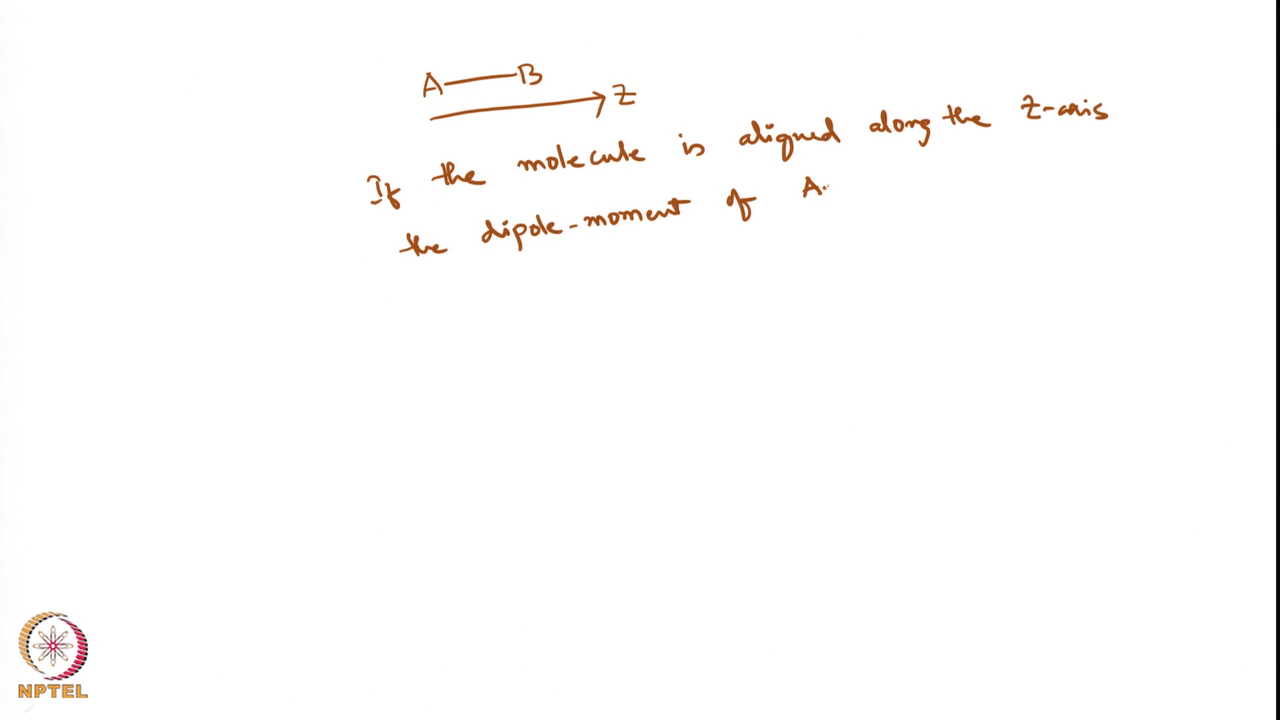 A — B
Z
If the molecule is aligned along the Z-axis
the dipole-moment of A.
NPTEL